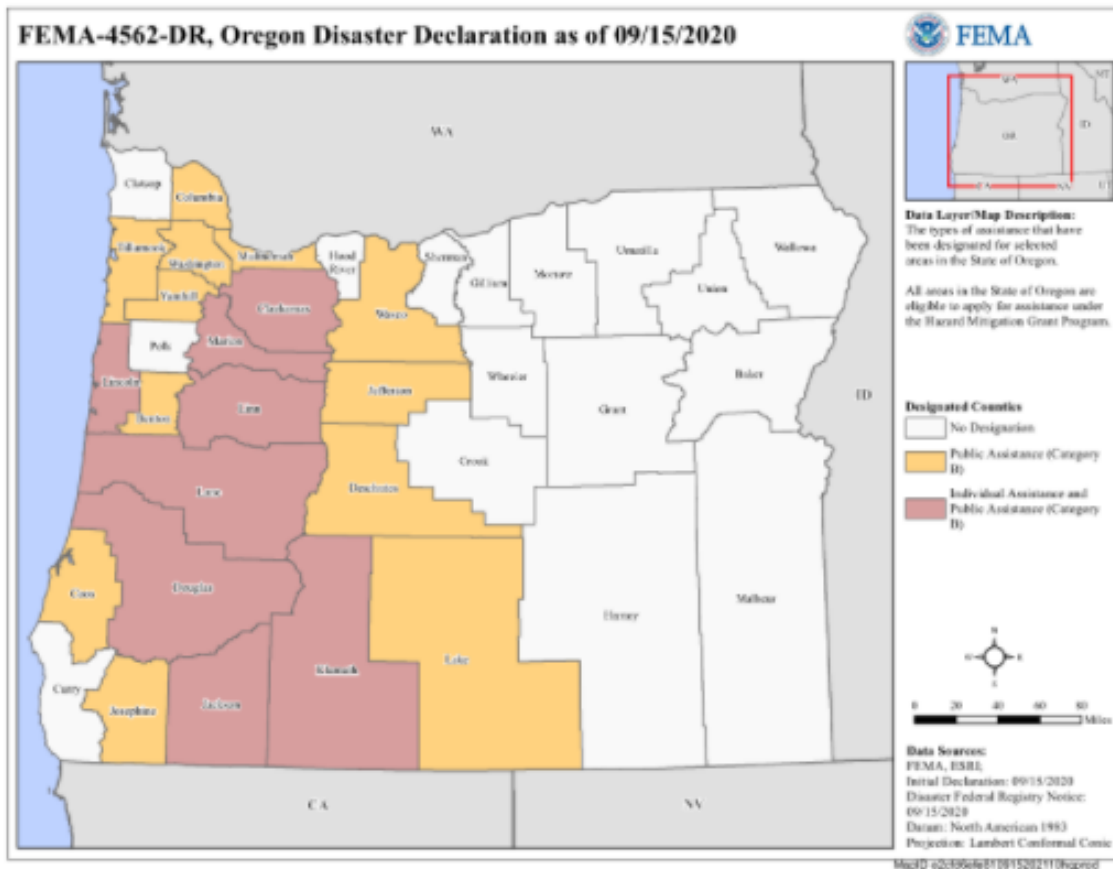 FEMA-4562-DR, Oregon Disaster Declaration as of 09/15/2020
FEMA
WA
MT
OR
ID
CA
NV
UT
Data Layer/Map Description:
The types of assistance that have
been designated for selected
areas in the State of Oregon.
All areas in the State of Oregon are
eligible to apply for assistance under
the Hazard Mitigation Grant Program.
Designated Counties
No Designation
Public Assistance (Category
B)
Individual Assistance and
Public Assistance (Category
B)
N
W
E
S
0 20 40 60 80
Miles
Data Sources:
FEMA, ESRI;
Initial Declaration: 09/15/2020
Disaster Federal Registry Notice:
09/15/2020
Datum: North American 1983
Projection: Lambert Conformal Conic
WA
Clatsop
Columbia
Tillamook
Washington
Multnomah
Hood
River
Sherman
Gilliam
Morrow
Umatilla
Union
Wallowa
Yamhill
Clackamas
Wasco
Polk
Marion
Lincoln
Benton
Linn
Jefferson
Wheeler
Grant
Baker
ID
Crook
Lane
Deschutes
Coos
Douglas
Harney
Malheur
Curry
Josephine
Jackson
Klamath
Lake
CA
NV